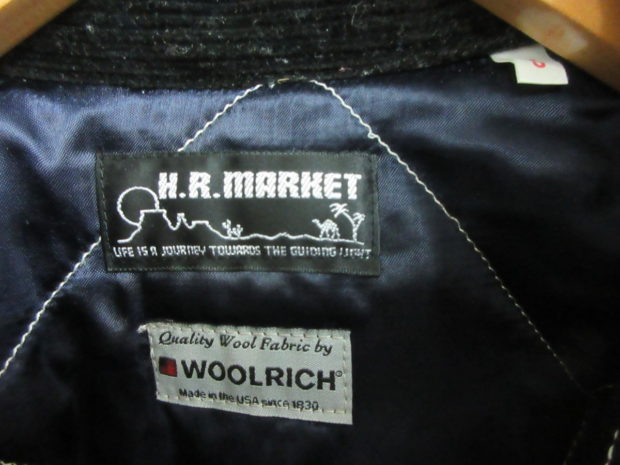 H.R.MARKET
LIFE IS A JOURNEY TOWARDS THE GUIDING LIGHT
Quality Wool Fabric by
WOOLRICH®
Made in the USA since 1830